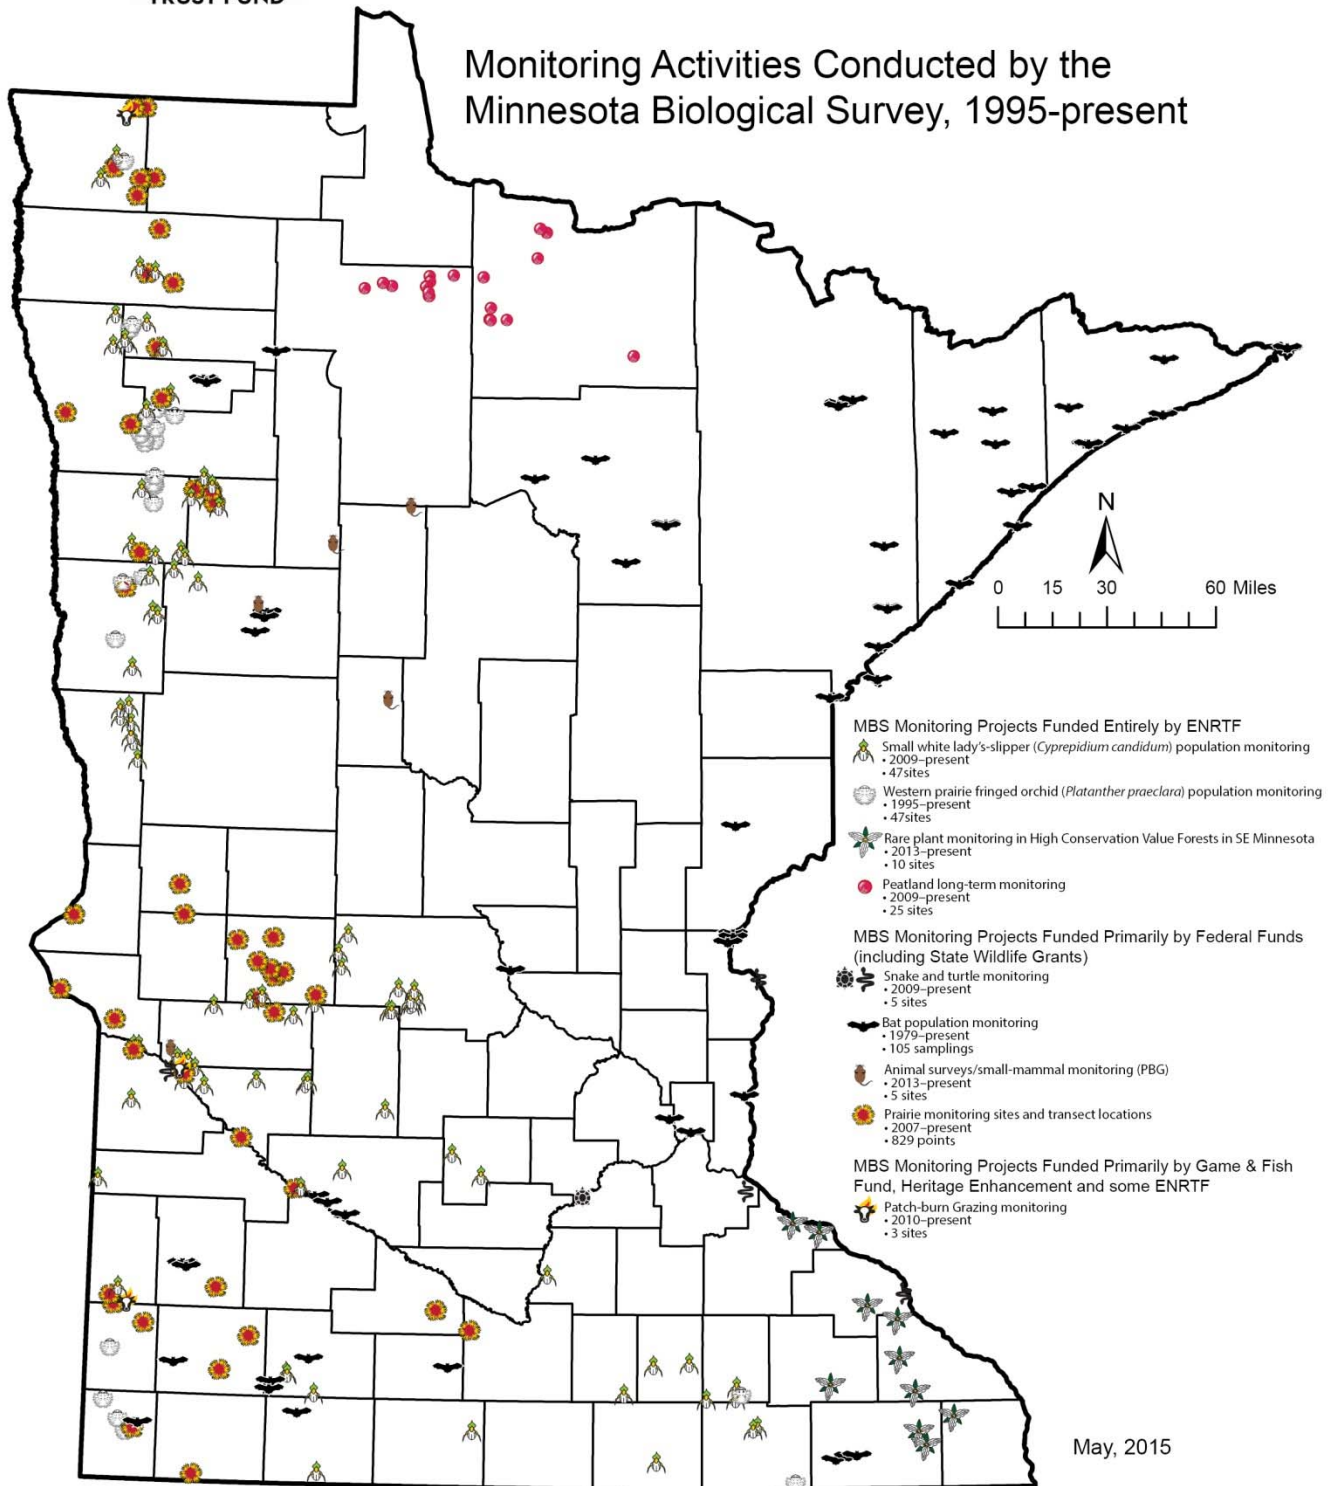 TRUST FUND
Monitoring Activities Conducted by the
Minnesota Biological Survey, 1995-present
N
0 15 30 60 Miles
MBS Monitoring Projects Funded Entirely by ENRTF
Small white lady's-slipper (Cyprepidium candidum) population monitoring
• 2009–present
• 47sites
Western prairie fringed orchid (Platanther praeclara) population monitoring
• 1995–present
• 47sites
Rare plant monitoring in High Conservation Value Forests in SE Minnesota
• 2013–present
• 10 sites
Peatland long-term monitoring
• 2009–present
• 25 sites
MBS Monitoring Projects Funded Primarily by Federal Funds
(including State Wildlife Grants)
Snake and turtle monitoring
• 2009–present
• 5 sites
Bat population monitoring
• 1979–present
• 105 samplings
Animal surveys/small-mammal monitoring (PBG)
• 2013–present
• 5 sites
Prairie monitoring sites and transect locations
• 2007–present
• 829 points
MBS Monitoring Projects Funded Primarily by Game & Fish
Fund, Heritage Enhancement and some ENRTF
Patch-burn Grazing monitoring
• 2010–present
• 3 sites
May, 2015